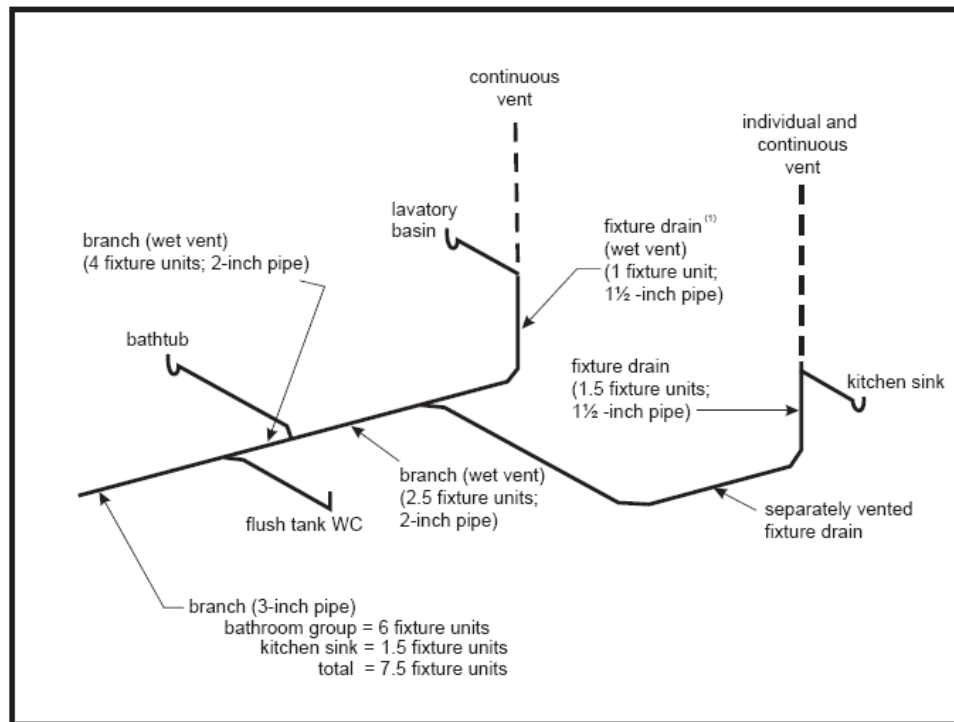 continuous
vent
individual and
continuous
vent
lavatory
basin
fixture drain (1)
(wet vent)
(1 fixture unit;
1½ -inch pipe)
branch (wet vent)
(4 fixture units; 2-inch pipe)
bathtub
fixture drain
(1.5 fixture units;
1½ -inch pipe)
kitchen sink
branch (wet vent)
(2.5 fixture units;
2-inch pipe)
flush tank WC
separately vented
fixture drain
branch (3-inch pipe)
bathroom group = 6 fixture units
kitchen sink = 1.5 fixture units
total = 7.5 fixture units